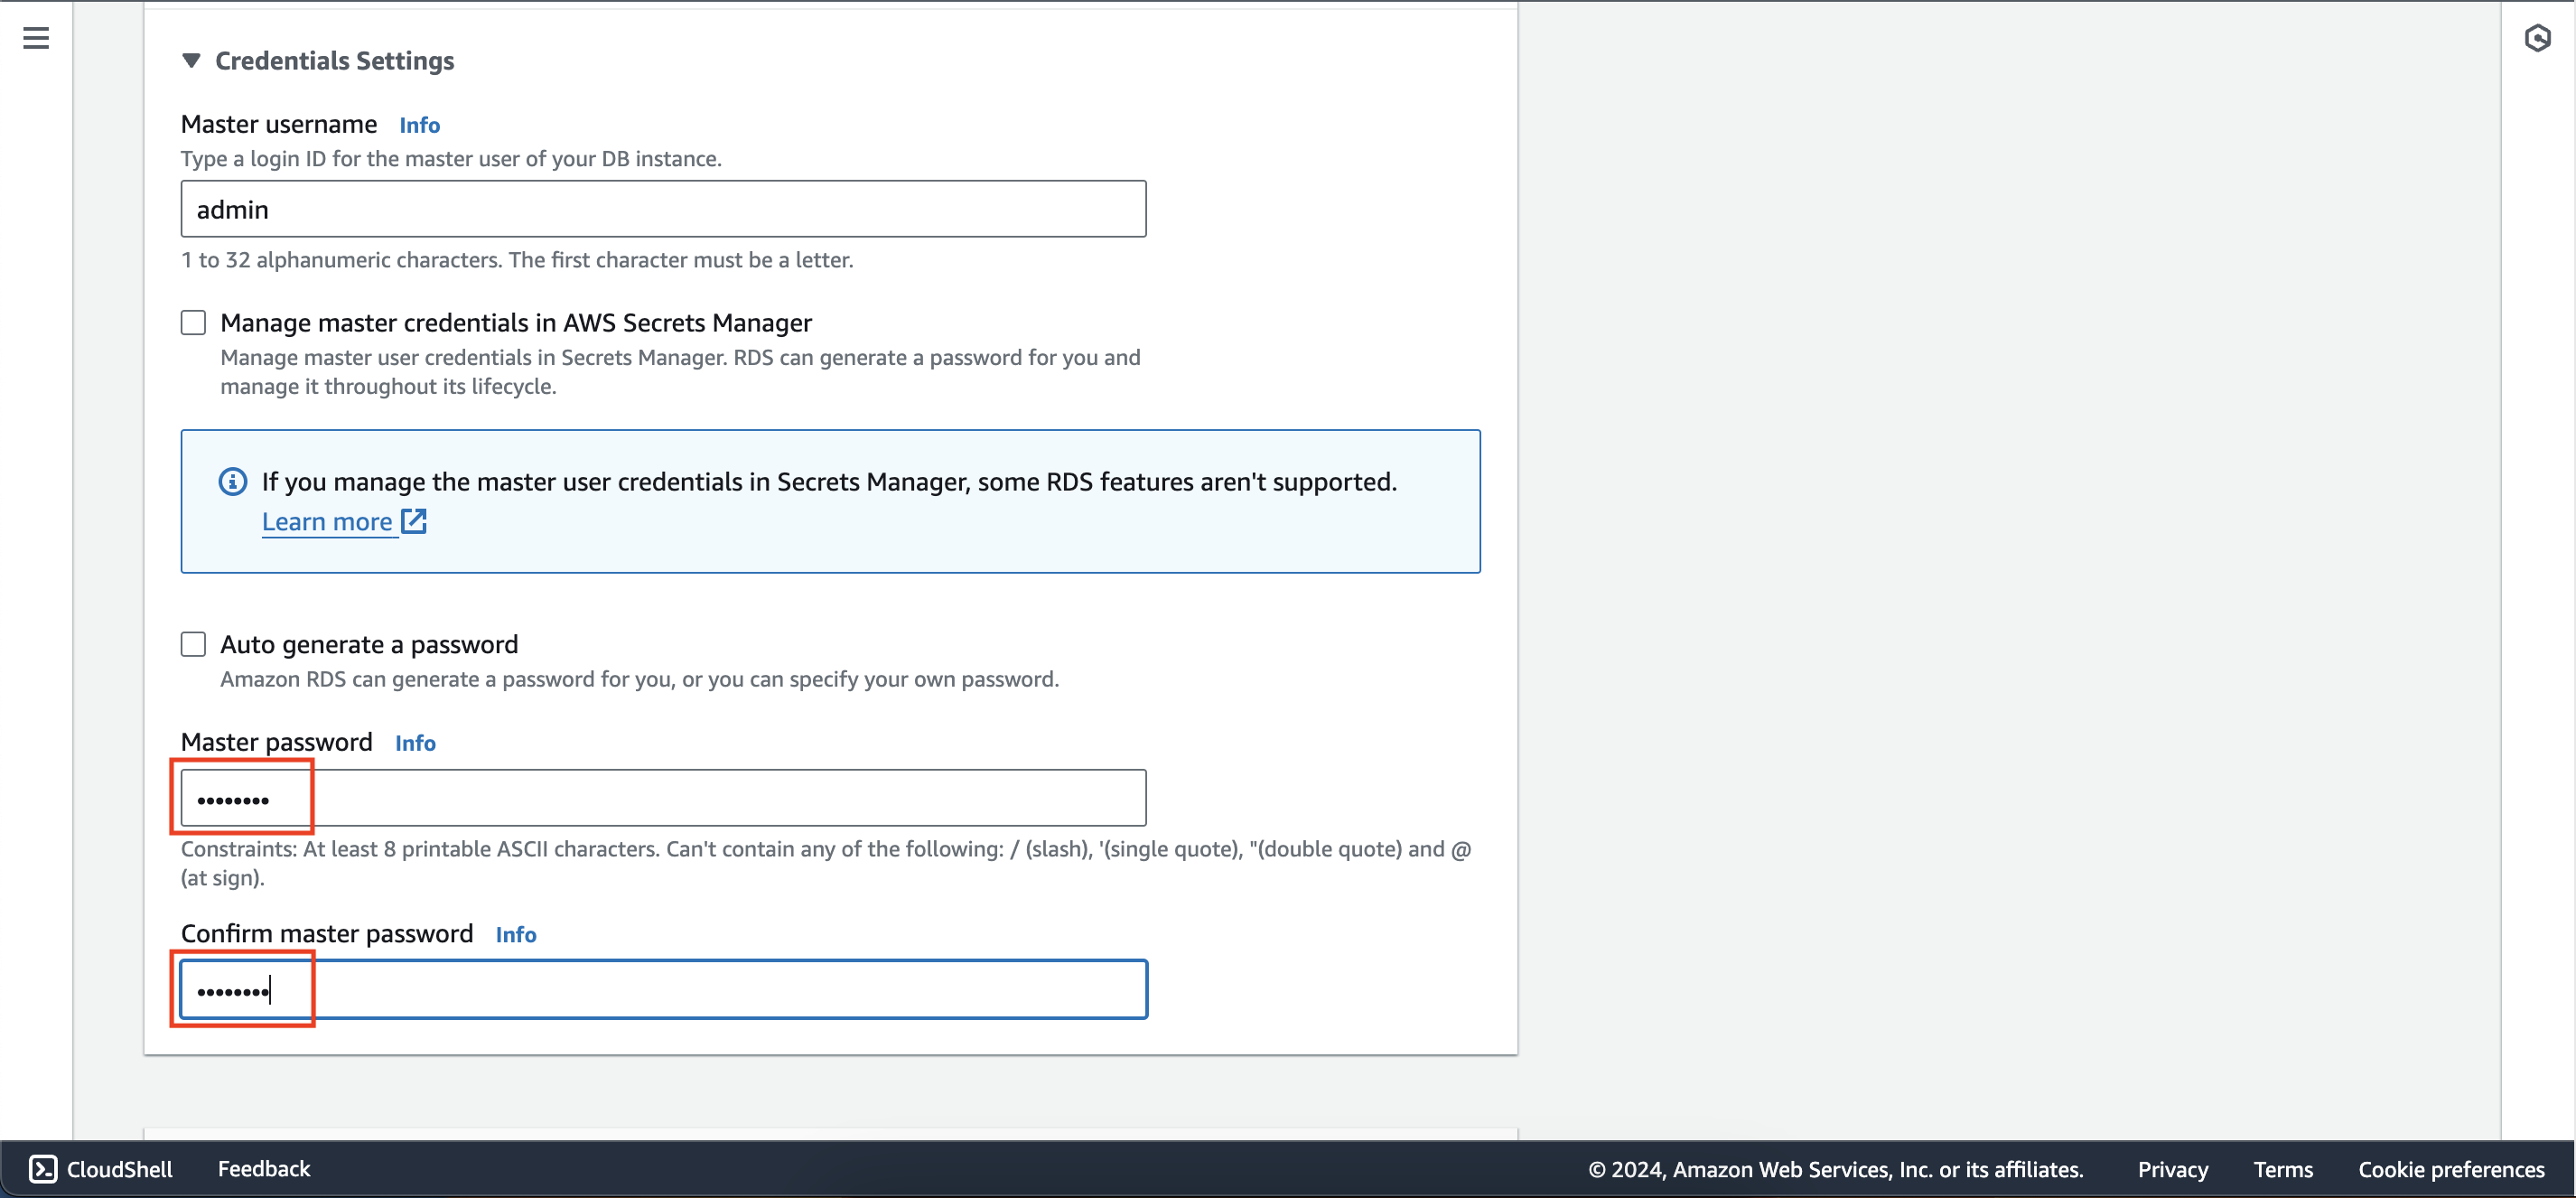 Credentials Settings
Master username Info
Type a login ID for the master user of your DB instance.
admin
1 to 32 alphanumeric characters. The first character must be a letter.
Manage master credentials in AWS Secrets Manager
Manage master user credentials in Secrets Manager. RDS can generate a password for you and
manage it throughout its lifecycle.
If you manage the master user credentials in Secrets Manager, some RDS features aren't supported.
Learn more
Auto generate a password
Amazon RDS can generate a password for you, or you can specify your own password.
Master password Info
••••••••
Constraints: At least 8 printable ASCII characters. Can't contain any of the following: / (slash), '(single quote), "(double quote) and @
(at sign).
Confirm master password Info
••••••••
CloudShell Feedback © 2024, Amazon Web Services, Inc. or its affiliates. Privacy Terms Cookie preferences